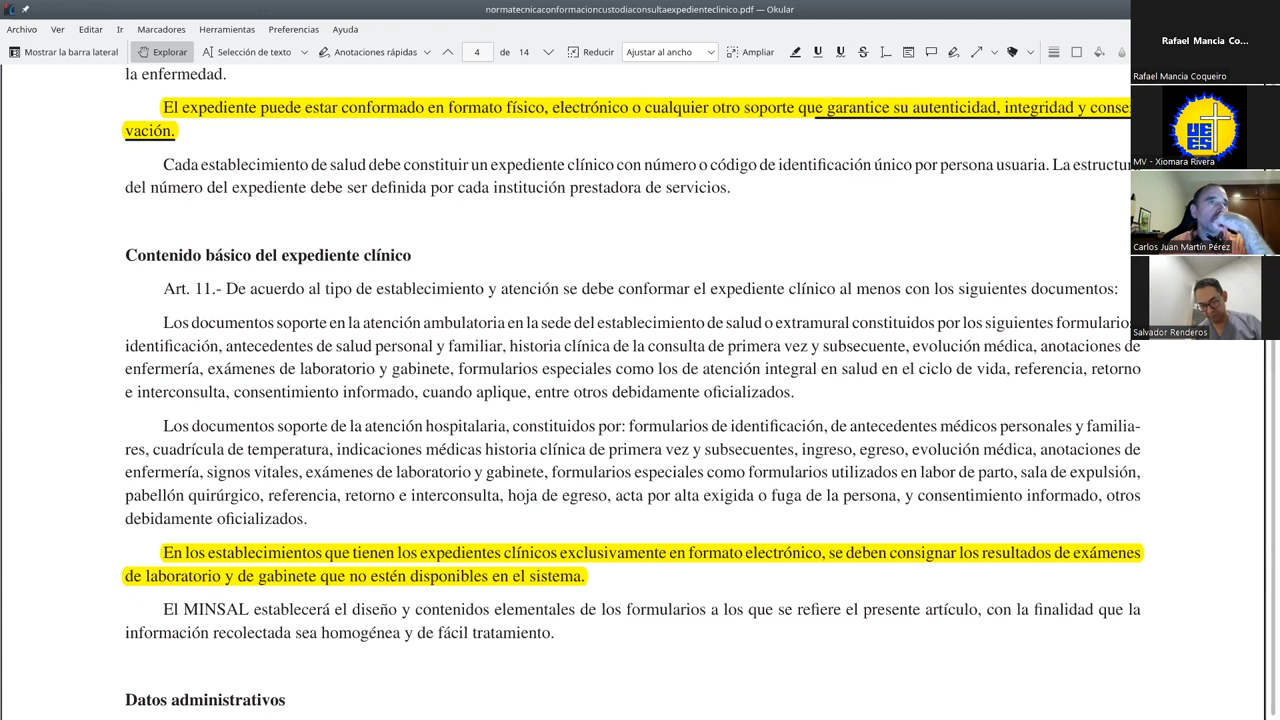 normatecnicaconformacioncustodiaconsultaexpedienteclinico.pdf — Okular
Archivo Ver Editar Ir Marcadores Herramientas Preferencias Ayuda
Mostrar la barra lateral Explorar Selección de texto Anotaciones rápidas 4 de 14 Reducir Ajustar al ancho Ampliar
la enfermedad.
El expediente puede estar conformado en formato físico, electrónico o cualquier otro soporte que garantice su autenticidad, integridad y conser
vación.
Cada establecimiento de salud debe constituir un expediente clínico con número o código de identificación único por persona usuaria. La estructura
del número del expediente debe ser definida por cada institución prestadora de servicios.
Contenido básico del expediente clínico
Art. 11.- De acuerdo al tipo de establecimiento y atención se debe conformar el expediente clínico al menos con los siguientes documentos:
Los documentos soporte en la atención ambulatoria en la sede del establecimiento de salud o extramural constituidos por los siguientes formularios
identificación, antecedentes de salud personal y familiar, historia clínica de la consulta de primera vez y subsecuente, evolución médica, anotaciones de
enfermería, exámenes de laboratorio y gabinete, formularios especiales como los de atención integral en salud en el ciclo de vida, referencia, retorno
e interconsulta, consentimiento informado, cuando aplique, entre otros debidamente oficializados.
Los documentos soporte de la atención hospitalaria, constituidos por: formularios de identificación, de antecedentes médicos personales y familia-
res, cuadrícula de temperatura, indicaciones médicas historia clínica de primera vez y subsecuentes, ingreso, egreso, evolución médica, anotaciones de
enfermería, signos vitales, exámenes de laboratorio y gabinete, formularios especiales como formularios utilizados en labor de parto, sala de expulsión,
pabellón quirúrgico, referencia, retorno e interconsulta, hoja de egreso, acta por alta exigida o fuga de la persona, y consentimiento informado, otros
debidamente oficializados.
En los establecimientos que tienen los expedientes clínicos exclusivamente en formato electrónico, se deben consignar los resultados de exámenes
de laboratorio y de gabinete que no estén disponibles en el sistema.
El MINSAL establecerá el diseño y contenidos elementales de los formularios a los que se refiere el presente artículo, con la finalidad que la
información recolectada sea homogénea y de fácil tratamiento.
Datos administrativos
Rafael Mancia Co...
Rafael Mancia Coqueiro
UE
ES
MV - Xiomara Rivera
Carlos Juan Martín Pérez
Salvador Renderos